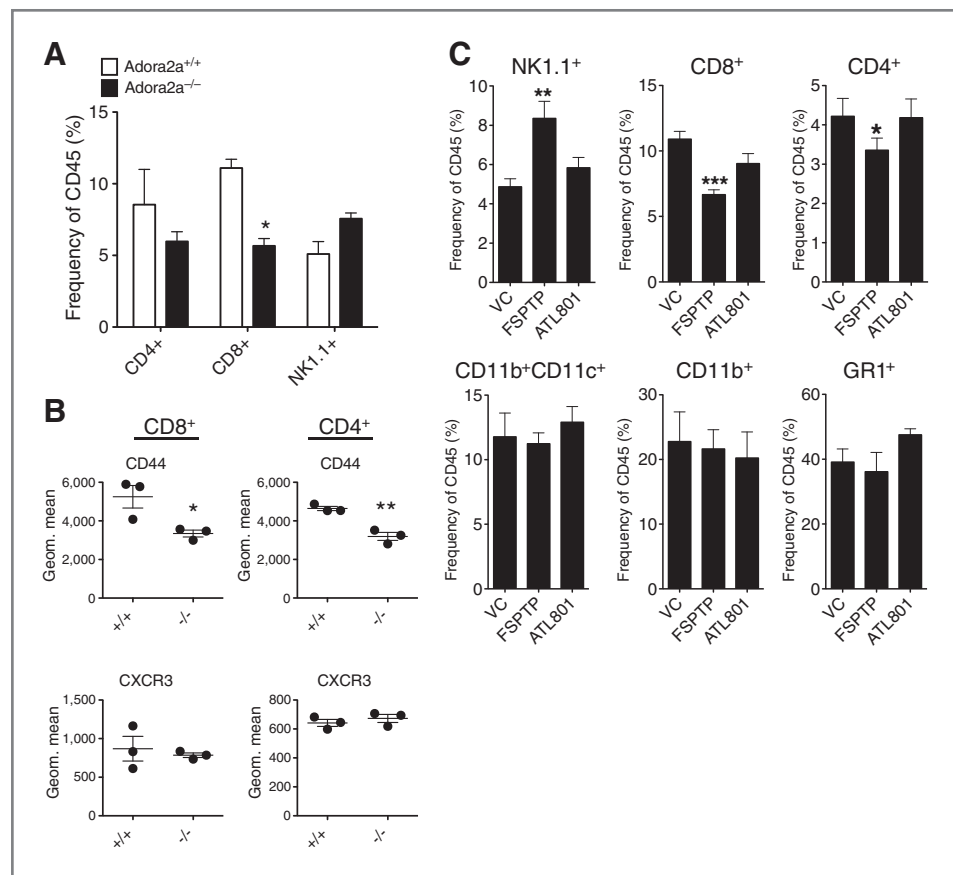 A
Adora2a+/+
Adora2a−/−
Frequency of CD45 (%)
15
10
5
0
*
CD4+
CD8+
NK1.1+
B
CD8+
CD4+
CD44
Geom. mean
6,000
4,000
2,000
0
*
+/+
-/-
CD44
Geom. mean
6,000
4,000
2,000
0
**
+/+
-/-
CXCR3
Geom. mean
1,500
1,000
500
0
+/+
-/-
CXCR3
Geom. mean
800
600
400
200
0
+/+
-/-
C
NK1.1+
Frequency of CD45 (%)
10
8
6
4
2
0
**
VC
FSPTP
ATL801
CD8+
Frequency of CD45 (%)
15
10
5
0
***
VC
FSPTP
ATL801
CD4+
Frequency of CD45 (%)
5
4
3
2
1
0
*
VC
FSPTP
ATL801
CD11b+CD11c+
Frequency of CD45 (%)
15
10
5
0
VC
FSPTP
ATL801
CD11b+
Frequency of CD45 (%)
30
20
10
0
VC
FSPTP
ATL801
GR1+
Frequency of CD45 (%)
60
40
20
0
VC
FSPTP
ATL801